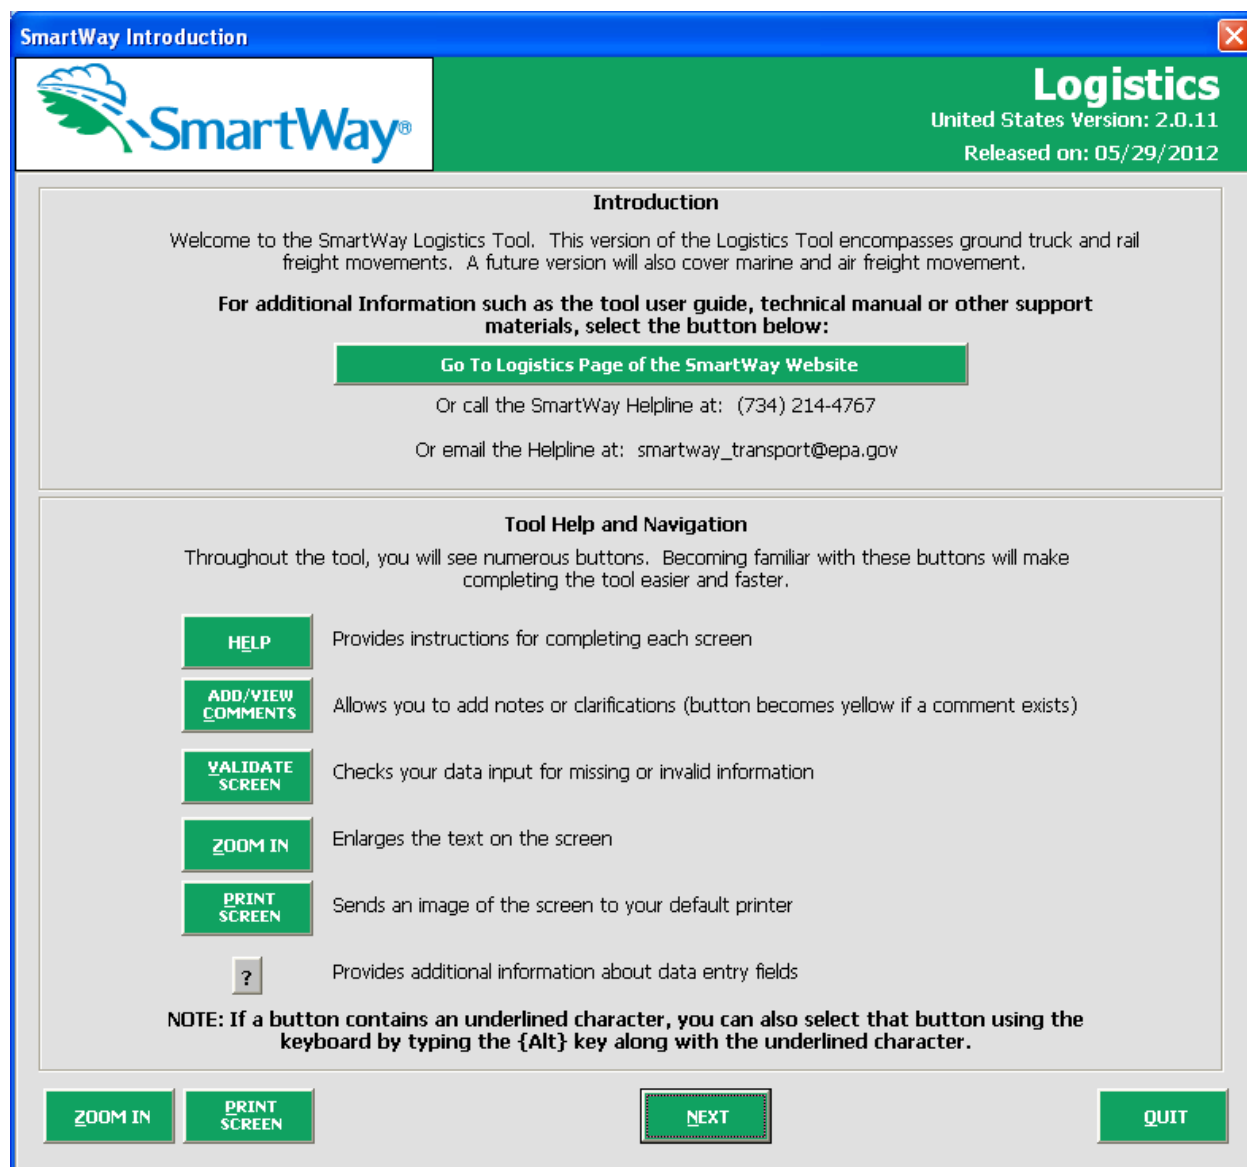 SmartWay Introduction
SmartWay®
Logistics
United States Version: 2.0.11
Released on: 05/29/2012
Introduction
Welcome to the SmartWay Logistics Tool.  This version of the Logistics Tool encompasses ground truck and rail
freight movements.  A future version will also cover marine and air freight movement.
For additional Information such as the tool user guide, technical manual or other support
materials, select the button below:
Go To Logistics Page of the SmartWay Website
Or call the SmartWay Helpline at:  (734) 214-4767
Or email the Helpline at:  smartway_transport@epa.gov
Tool Help and Navigation
Throughout the tool, you will see numerous buttons.  Becoming familiar with these buttons will make
completing the tool easier and faster.
HELP
Provides instructions for completing each screen
ADD/VIEW
COMMENTS
Allows you to add notes or clarifications (button becomes yellow if a comment exists)
VALIDATE
SCREEN
Checks your data input for missing or invalid information
ZOOM IN
Enlarges the text on the screen
PRINT
SCREEN
Sends an image of the screen to your default printer
?
Provides additional information about data entry fields
NOTE: If a button contains an underlined character, you can also select that button using the
keyboard by typing the {Alt} key along with the underlined character.
ZOOM IN
PRINT
SCREEN
NEXT
QUIT